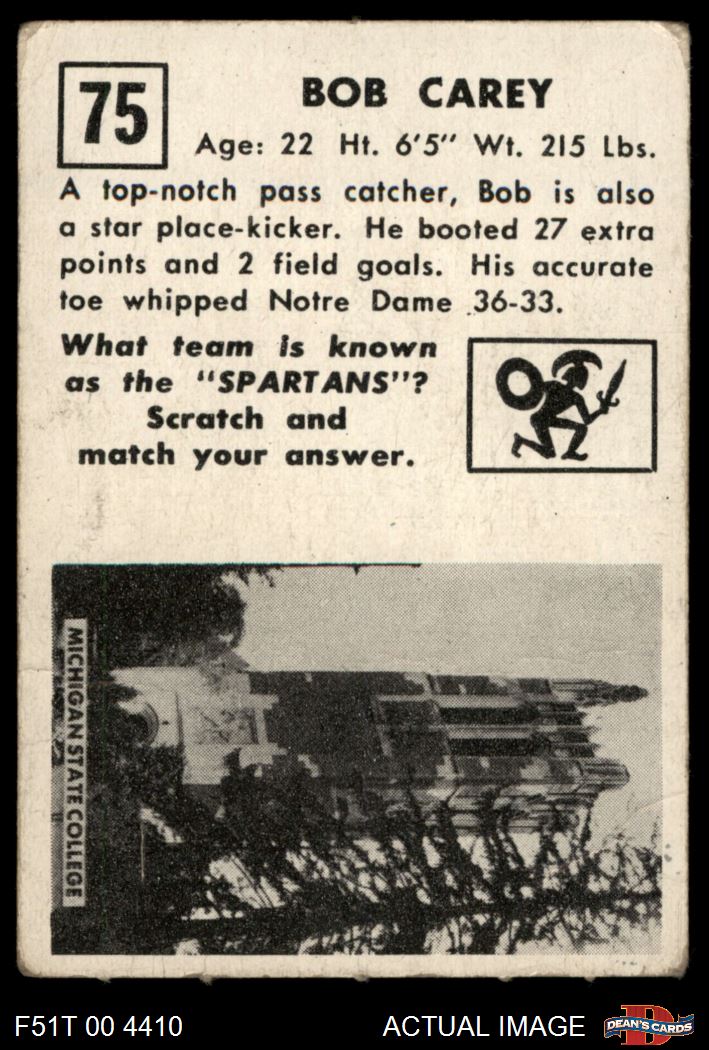 75
BOB CAREY
Age: 22 Ht. 6'5" Wt. 215 Lbs.
A top-notch pass catcher, Bob is also
a star place-kicker. He booted 27 extra
points and 2 field goals. His accurate
toe whipped Notre Dame 36-33.
What team is known
as the "SPARTANS"?
Scratch and
match your answer.
MICHIGAN STATE COLLEGE
F51T 00 4410
ACTUAL IMAGE
D
DEAN'S CARDS